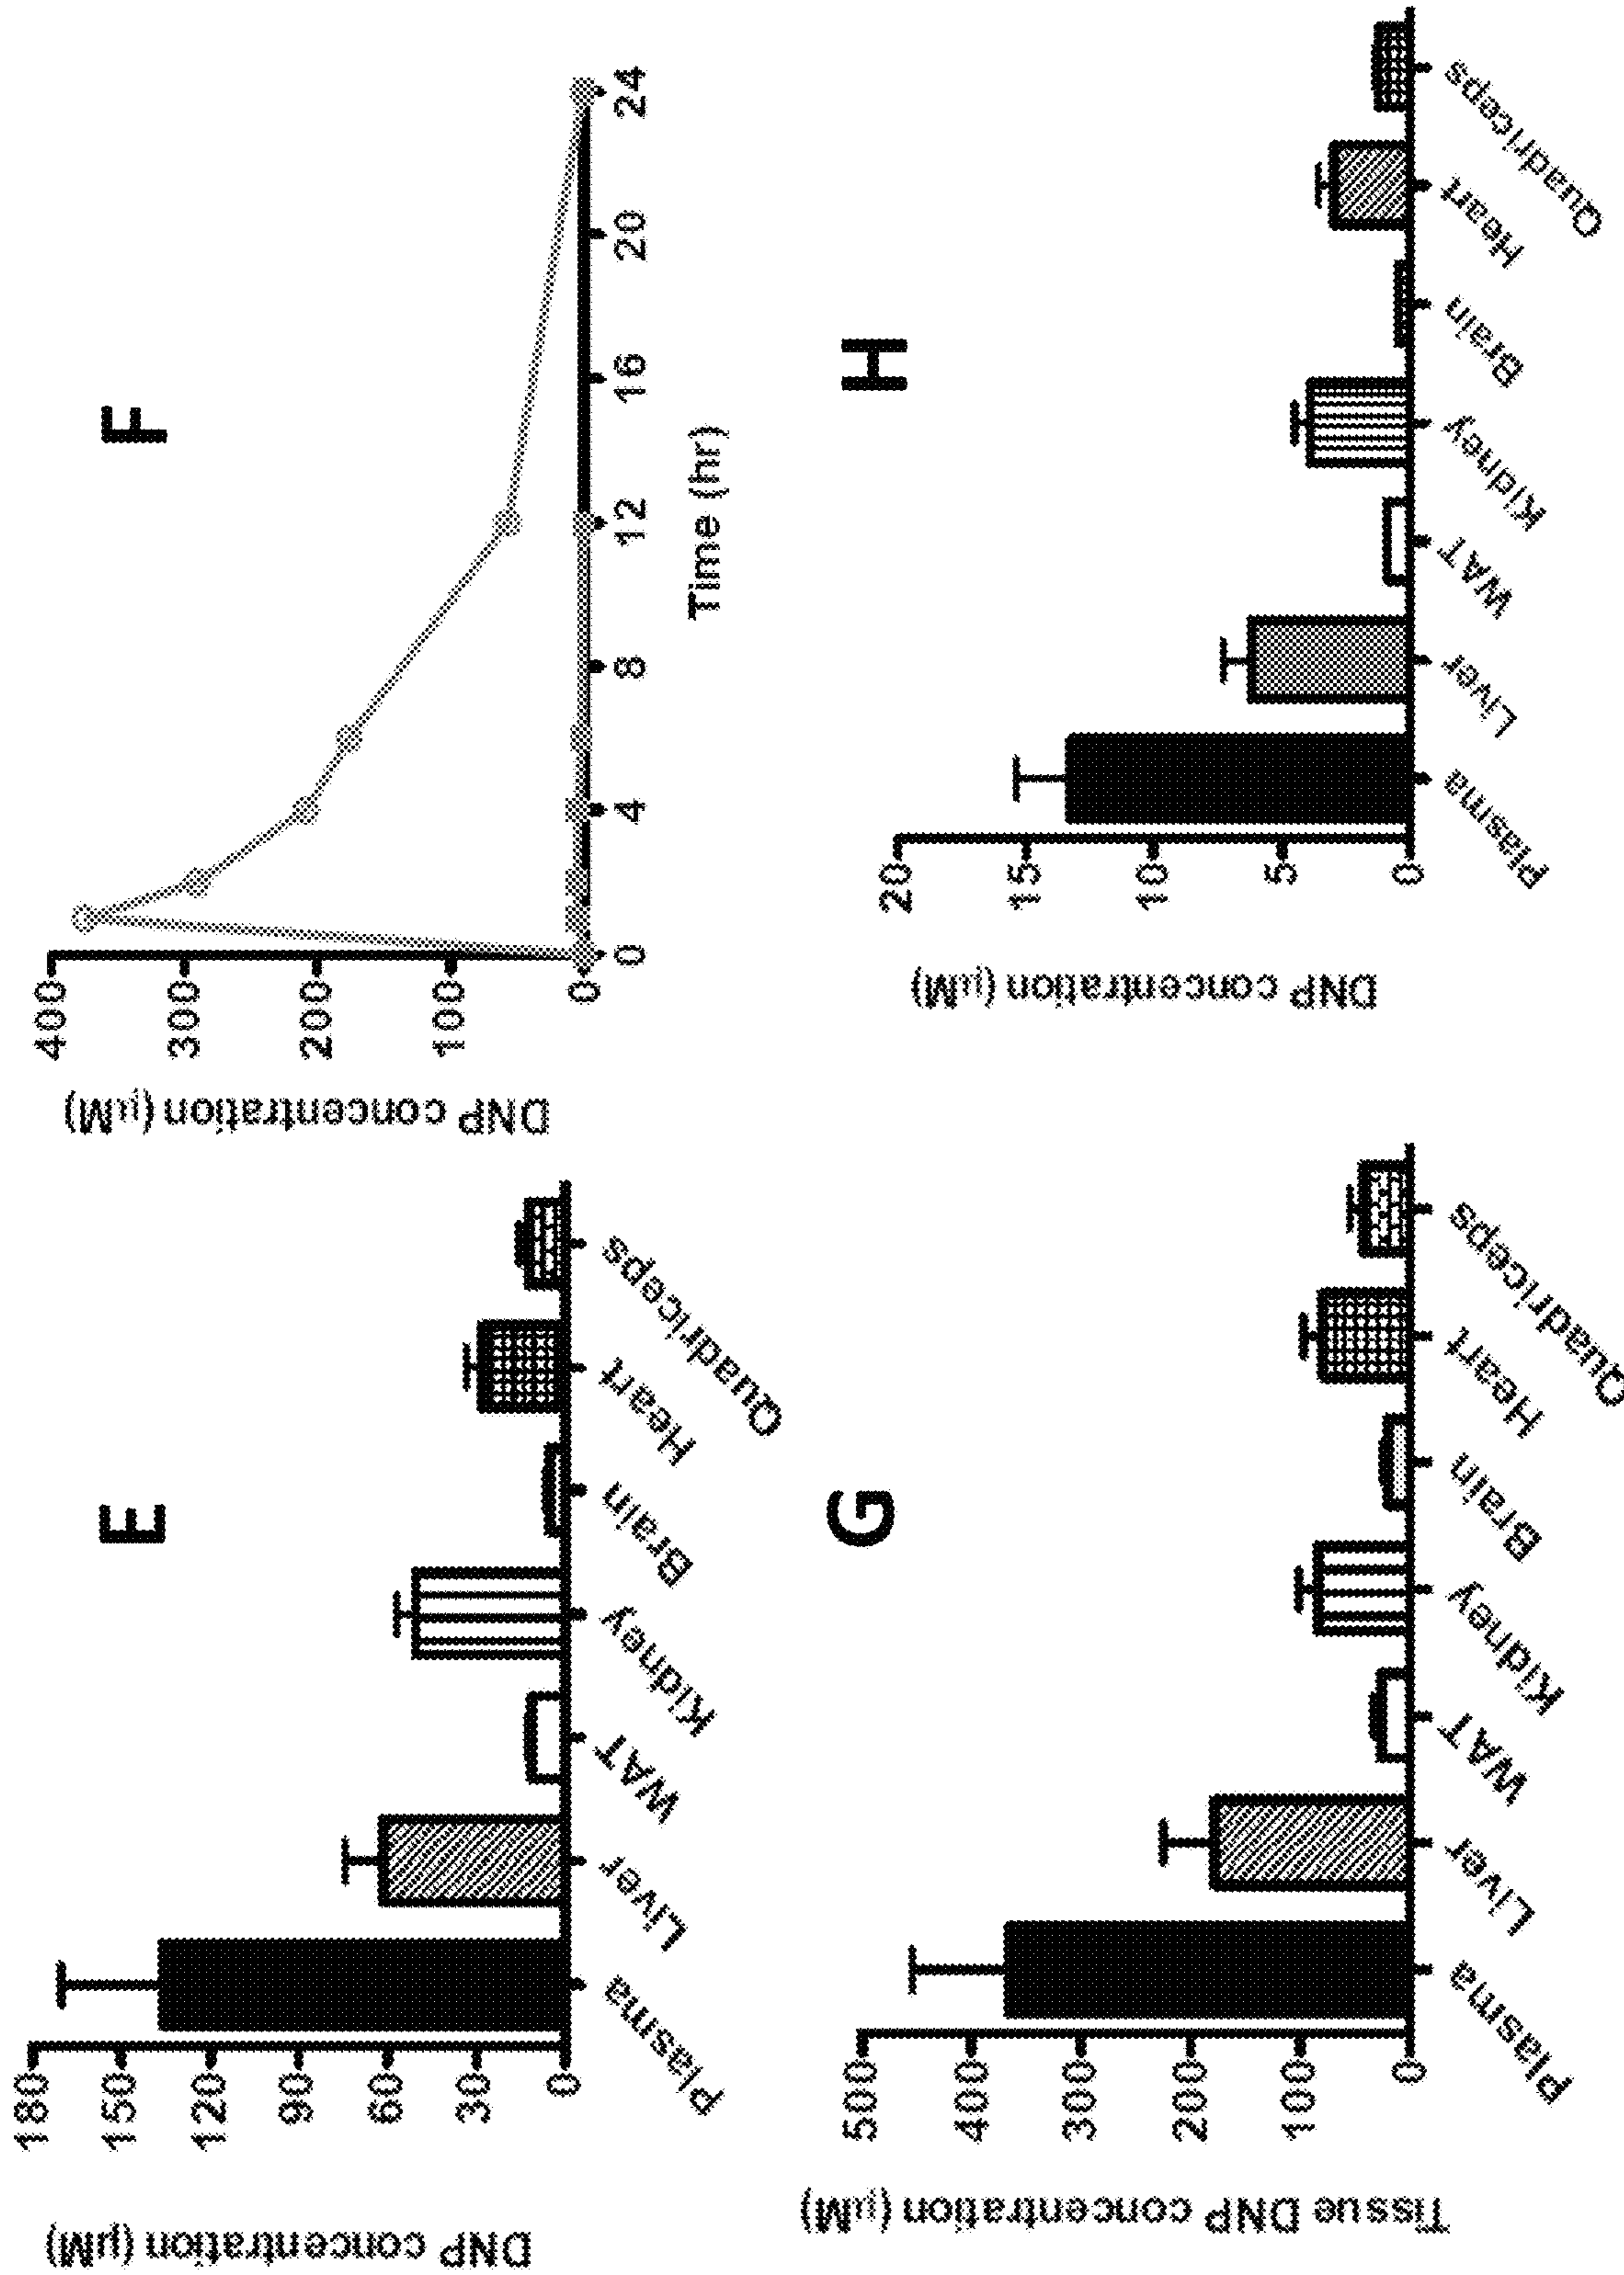 E
DNP concentration (μM)
180
150
120
90
60
30
0
Plasma
Liver
WAT
Kidney
Brain
Heart
Quadriceps
F
DNP concentration (μM)
400
300
200
100
0
0
4
8
12
16
20
24
Time (hr)
G
Tissue DNP concentration (μM)
500
400
300
200
100
0
Plasma
Liver
WAT
Kidney
Brain
Heart
Quadriceps
H
DNP concentration (μM)
20
15
10
5
0
Plasma
Liver
WAT
Kidney
Brain
Heart
Quadriceps